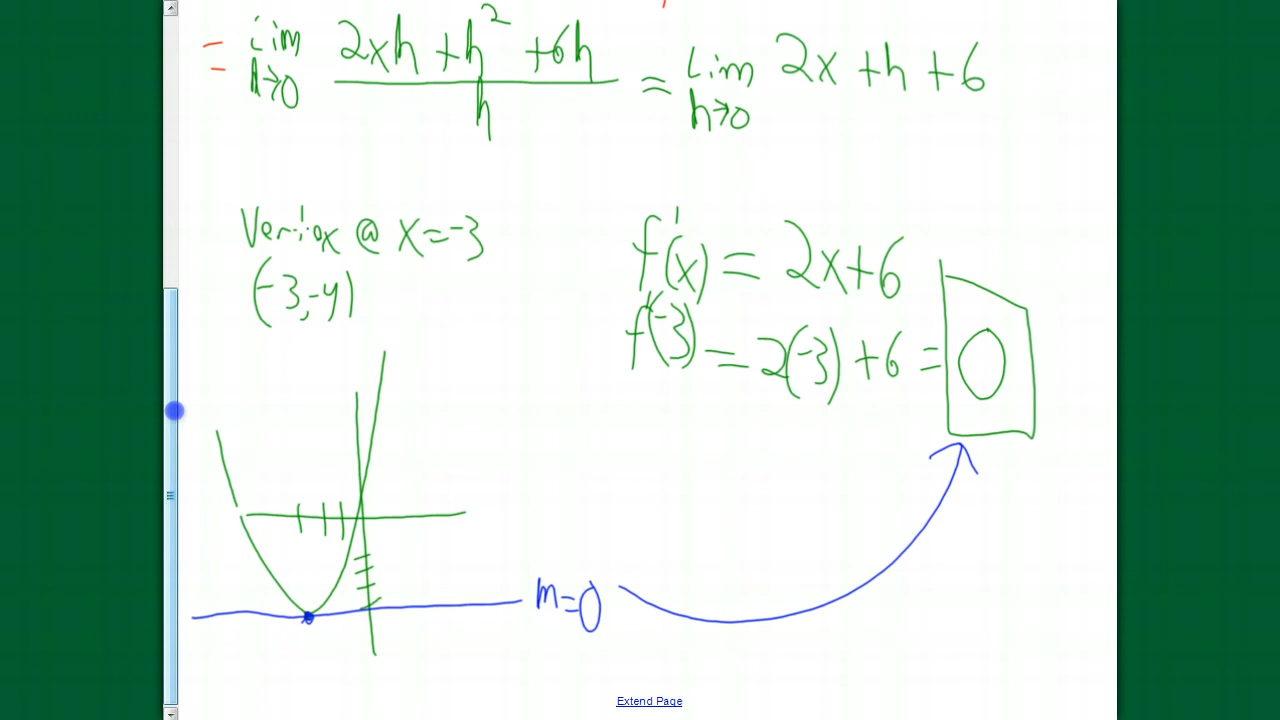 = lim h→0 (2xh + h² + 6h)/h = lim h→0 2x + h + 6
Vertex @ x=-3
(-3,-4)
f'(x) = 2x+6
f'(-3) = 2(-3) + 6 = 0
m=0
Extend Page